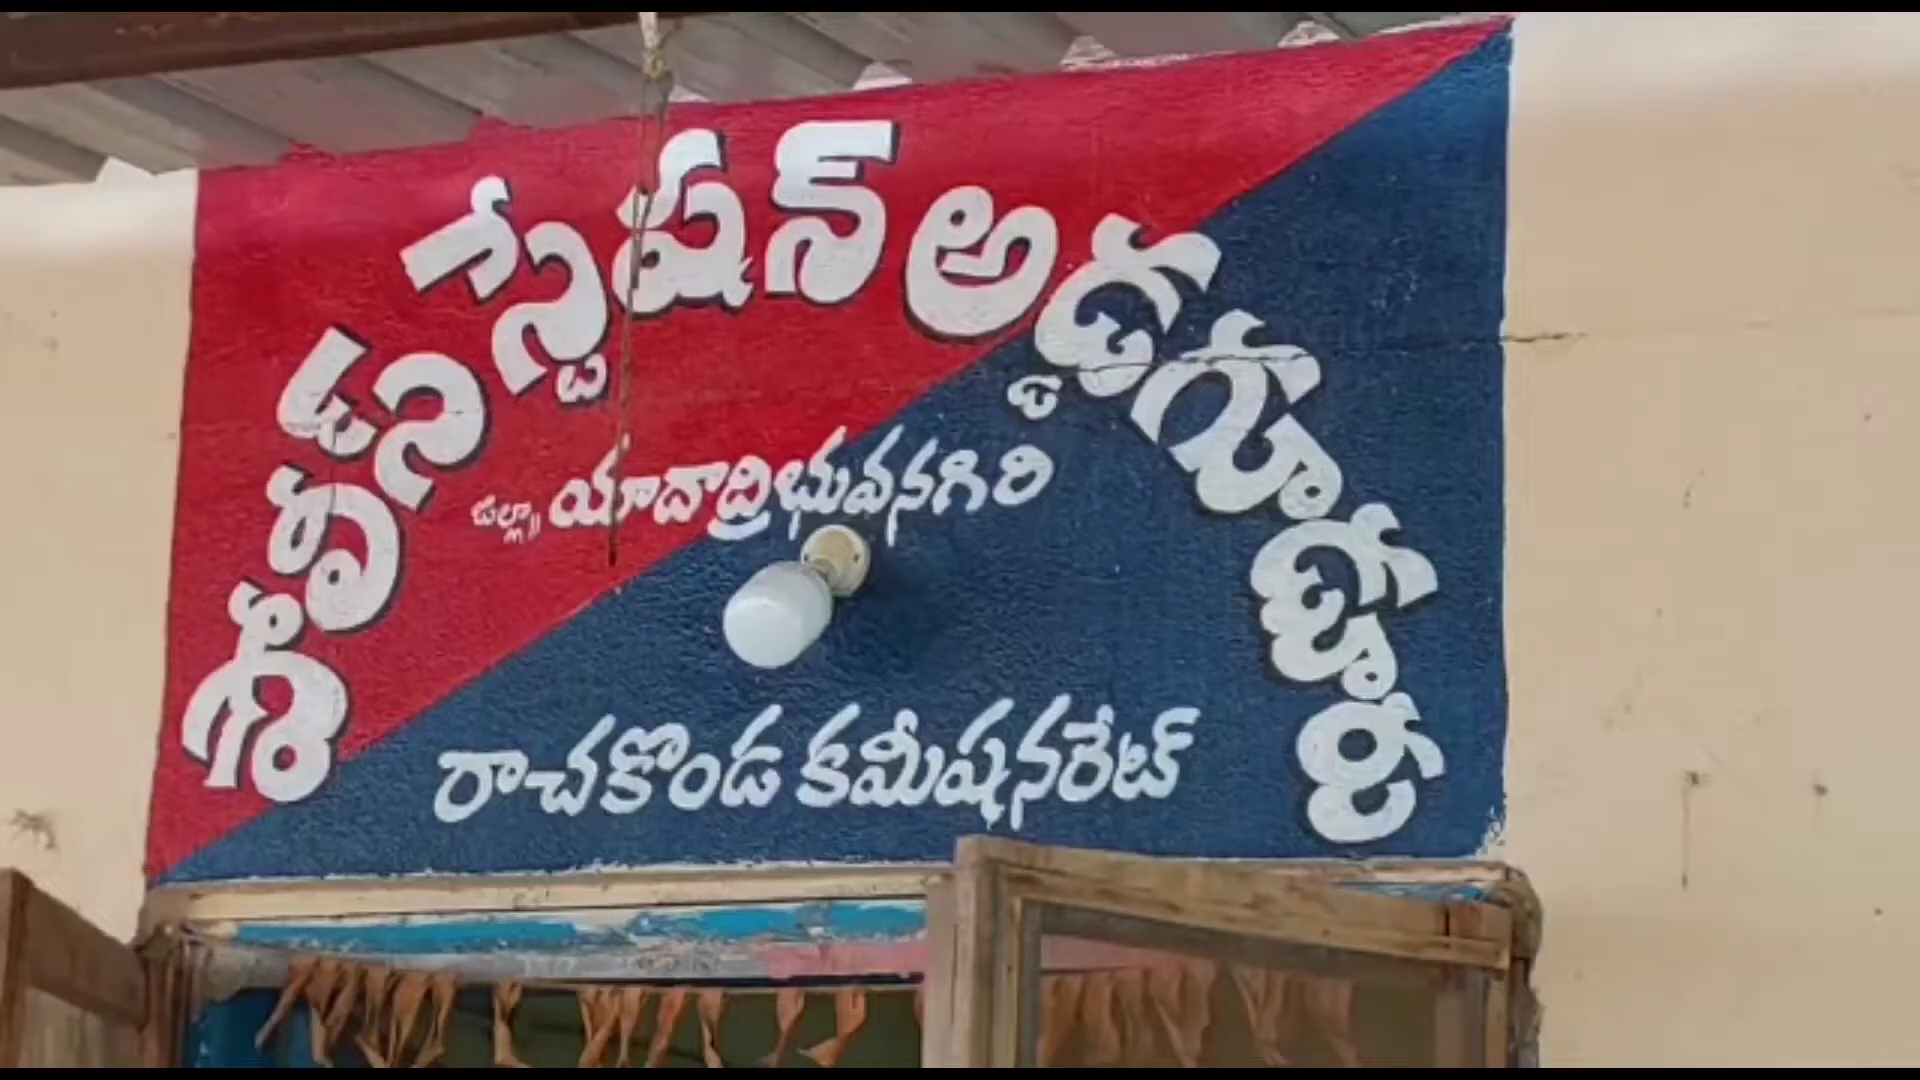 స్టేషన్ అడ్డగూడూర్
జిల్లా॥ యాదాద్రిభువనగిరి
రాచకొండ కమీషనరేట్